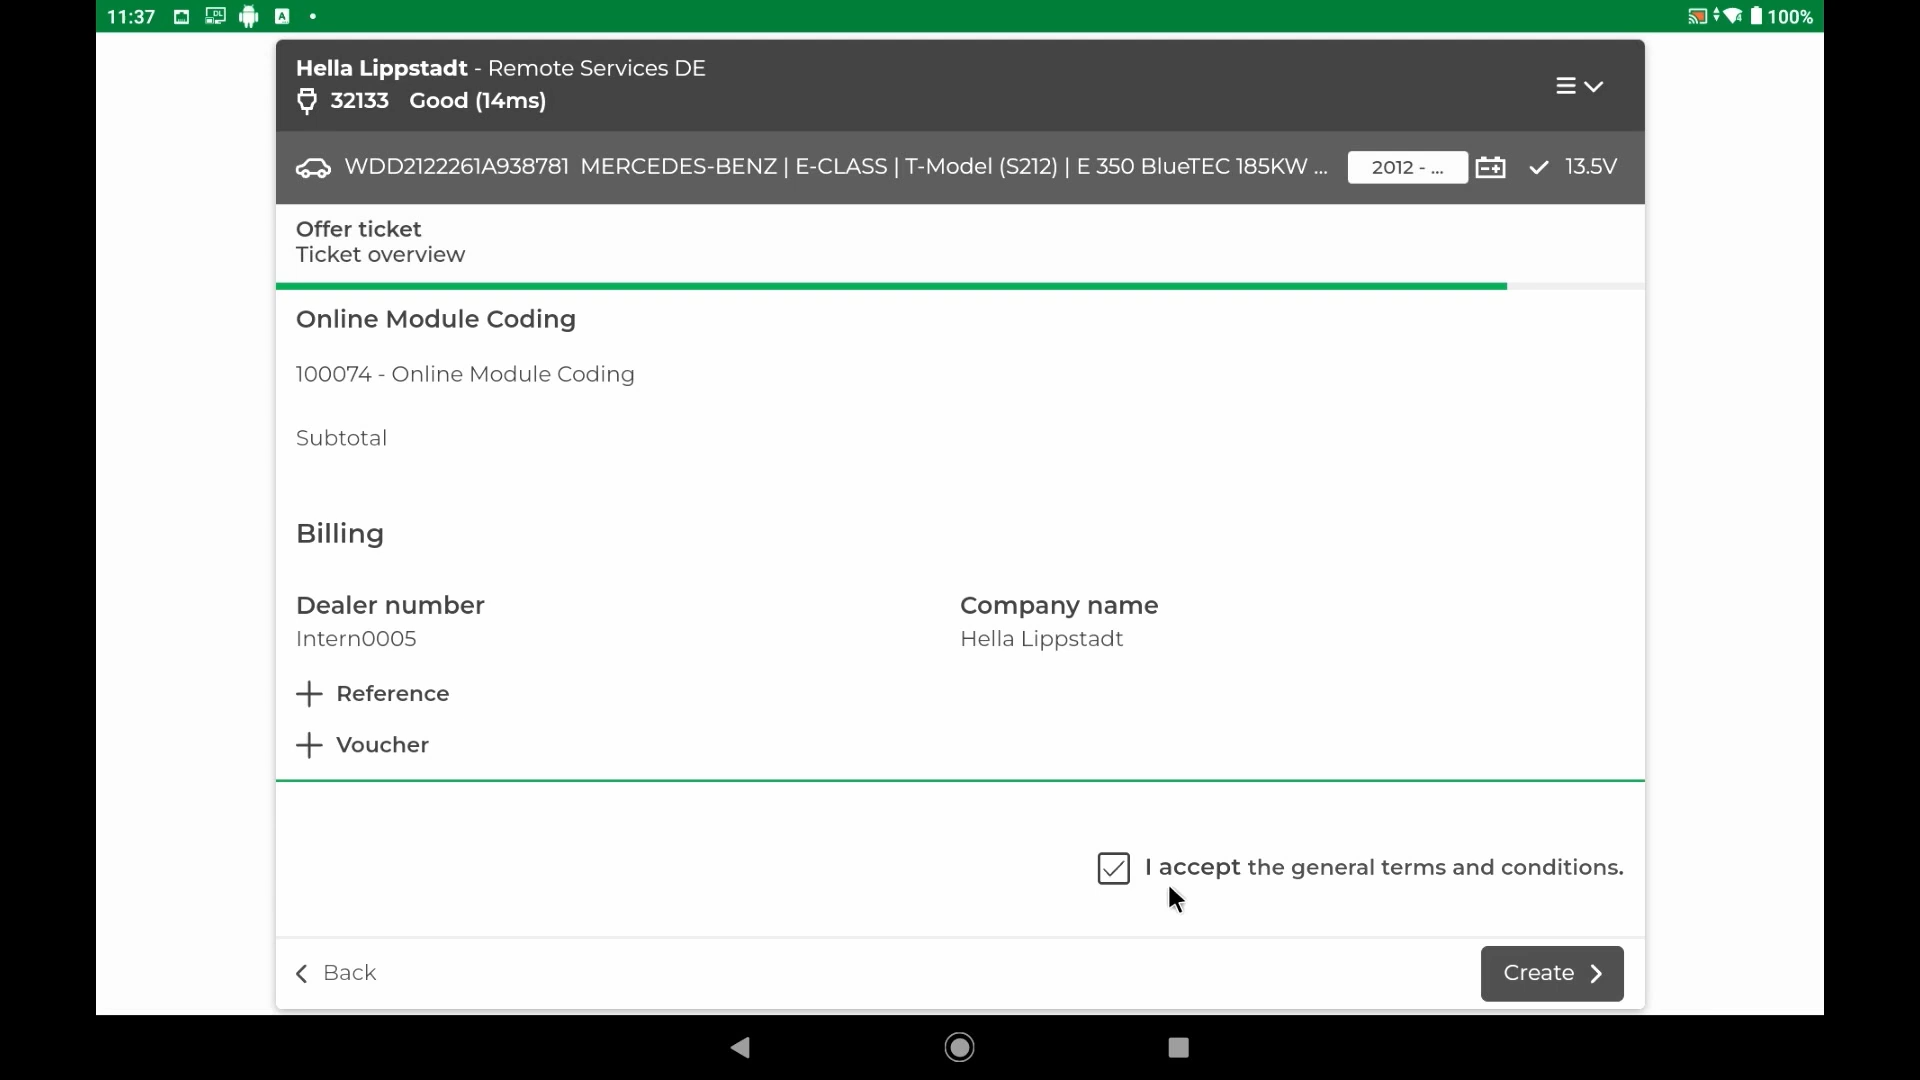 11:37
100%
Hella Lippstadt - Remote Services DE
32133 Good (14ms)
WDD2122261A938781 MERCEDES-BENZ | E-CLASS | T-Model (S212) | E 350 BlueTEC 185KW ... 2012 - ... 13.5V
Offer ticket
Ticket overview
Online Module Coding
100074 - Online Module Coding
Subtotal
Billing
Dealer number Company name
Intern0005 Hella Lippstadt
Reference
Voucher
I accept the general terms and conditions.
Back Create